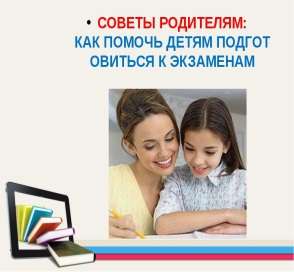 • СОВЕТЫ РОДИТЕЛЯМ:
КАК ПОМОЧЬ ДЕТЯМ ПОДГОТ
ОВИТЬСЯ К ЭКЗАМЕНАМ